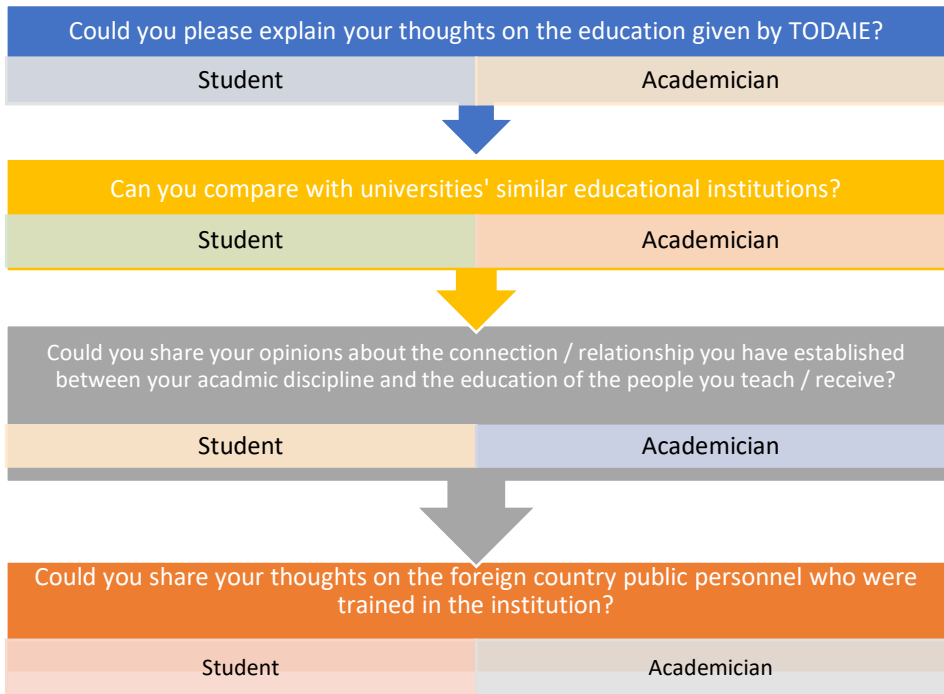 Could you please explain your thoughts on the education given by TODAIE?
Student
Academician
Can you compare with universities' similar educational institutions?
Student
Academician
Could you share your opinions about the connection / relationship you have established
between your acadmic discipline and the education of the people you teach / receive?
Student
Academician
Could you share your thoughts on the foreign country public personnel who were
trained in the institution?
Student
Academician